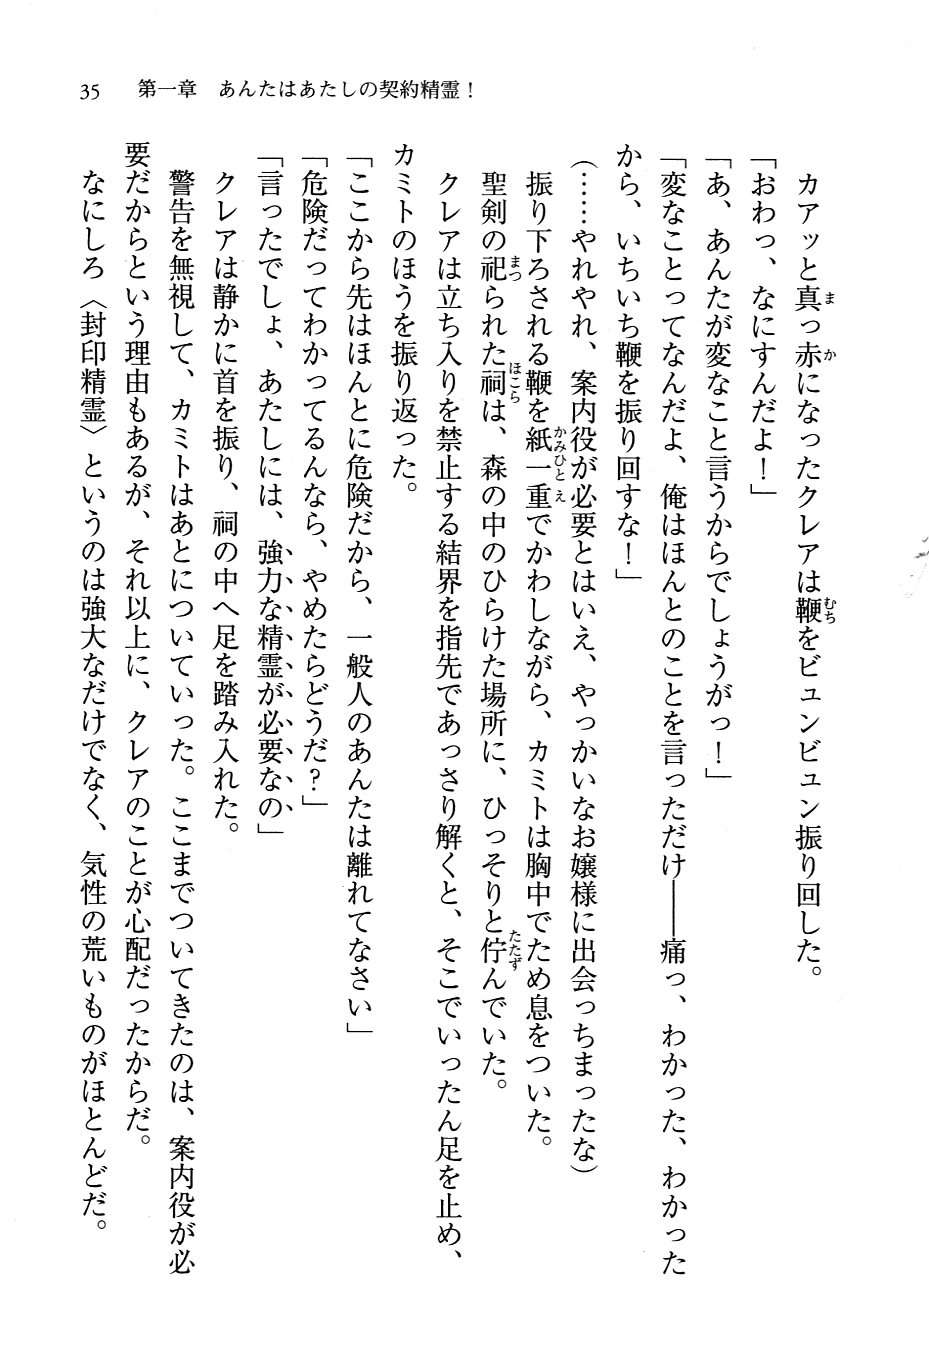 35　第一章　あんたはあたしの契約精霊！
カアッと真っ赤になったクレアは鞭をビュンビュン振り回した。
「おわっ、なにすんだよ！」
「あ、あんたが変なこと言うからでしょうがっ！」
「変なことってなんだよ、俺はほんとのことを言っただけ――痛っ、わかった、わかった
から、いちいち鞭を振り回すな！」
（……やれやれ、案内役が必要とはいえ、やっかいなお嬢様に出会っちまったな）
振り下ろされる鞭を紙一重でかわしながら、カミトは胸中でため息をついた。
聖剣の祀られた祠は、森の中のひらけた場所に、ひっそりと佇んでいた。
クレアは立ち入りを禁止する結界を指先であっさり解くと、そこでいったん足を止め、
カミトのほうを振り返った。
「ここから先はほんとに危険だから、一般人のあんたは離れてなさい」
「危険だってわかってるんなら、やめたらどうだ？」
「言ったでしょ、あたしには、強力な精霊が必要なの」
クレアは静かに首を振り、祠の中へ足を踏み入れた。
警告を無視して、カミトはあとについていった。ここまでついてきたのは、案内役が必
要だからという理由もあるが、それ以上に、クレアのことが心配だったからだ。
なにしろ〈封印精霊〉というのは強大なだけでなく、気性の荒いものがほとんどだ。